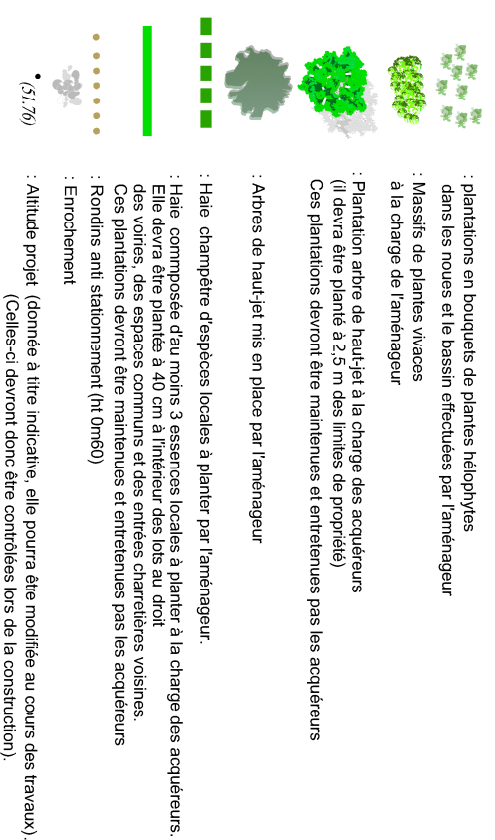 : plantations en bouquets de plantes hélophytes
dans les noues et le bassin effectuées par l'aménageur
: Massifs de plantes vivaces
à la charge de l'aménageur
: Plantation arbre de haut-jet à la charge des acquéreurs
(il devra être planté à 2,5 m des limites de propriété)
Ces plantations devront être maintenues et entretenues pas les acquéreurs
: Arbres de haut-jet mis en place par l'aménageur
: Haie champêtre d'espèces locales à planter par l'aménageur.
: Haie commposée d'au moins 3 essences locales à planter à la charge des acquéreurs.
Elle devra être plantée à 40 cm à l'intérieur des lots au droit
des voiries, des espaces communs et des entrées charretières voisines.
Ces plantations devront être maintenues et entretenues pas les acquéreurs
: Rondins anti stationnement (ht 0m60)
: Enrochement
(51.76) : Altitude projet (donnée à titre indicative, elle pourra être modifiée au cours des travaux).
(Celles-ci devront donc être contrôlées lors de la construction).